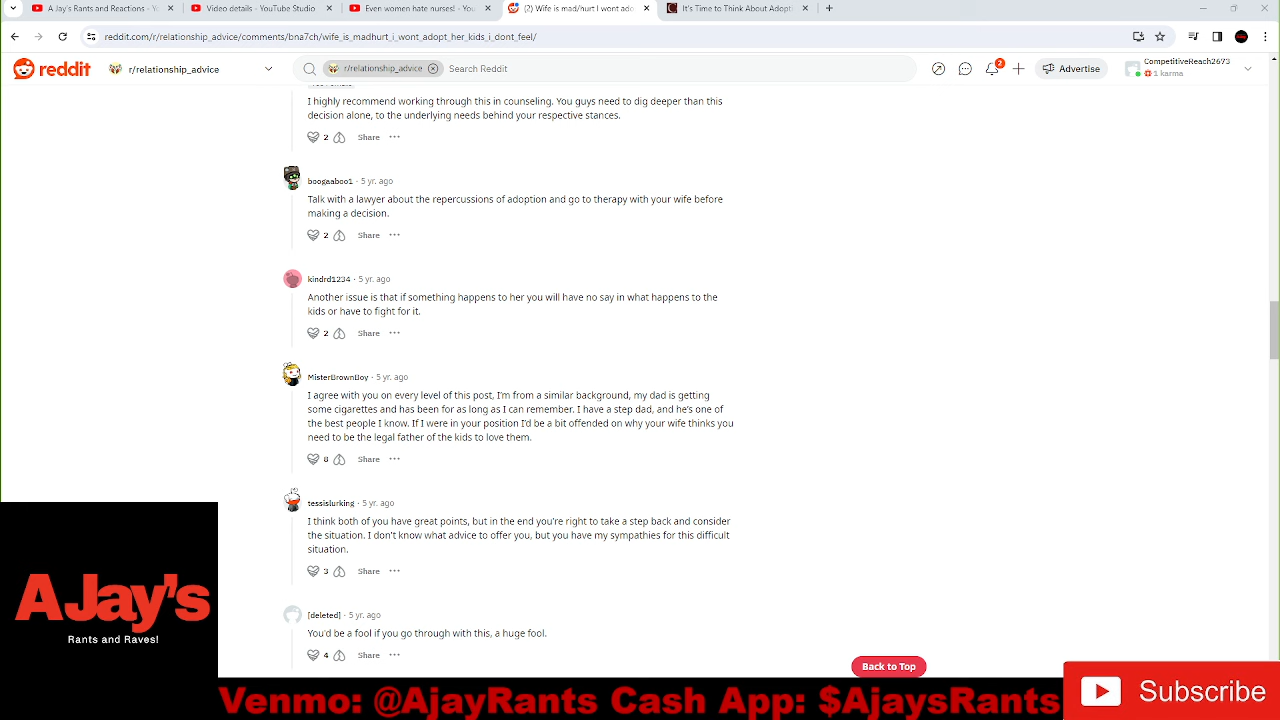 A Jay's Rants and Reactions - Yo
Video details - YouTube Studio
Even women hate nurses! - You
(2) Wife is mad/hurt I wont ado
It's Time to Think About Adopt
reddit.com/r/relationship_advice/comments/bna7ch/wife_is_madhurt_i_wont_adopt_her_kids_i_dont_feel/
reddit
r/relationship_advice
r/relationship_advice
Search Reddit
2
Advertise
CompetitiveReach2673
1 karma
I highly recommend working through this in counseling. You guys need to dig deeper than this
decision alone, to the underlying needs behind your respective stances.
2 Share
boogaaboo1 · 5 yr. ago
Talk with a lawyer about the repercussions of adoption and go to therapy with your wife before
making a decision.
2 Share
kindrd1234 · 5 yr. ago
Another issue is that if something happens to her you will have no say in what happens to the
kids or have to fight for it.
2 Share
MisterBrownBoy · 5 yr. ago
I agree with you on every level of this post, I'm from a similar background, my dad is getting
some cigarettes and has been for as long as I can remember. I have a step dad, and he's one of
the best people I know. If I were in your position I'd be a bit offended on why your wife thinks you
need to be the legal father of the kids to love them.
8 Share
tessislurking · 5 yr. ago
I think both of you have great points, but in the end you're right to take a step back and consider
the situation. I don't know what advice to offer you, but you have my sympathies for this difficult
situation.
3 Share
[deleted] · 5 yr. ago
You'd be a fool if you go through with this, a huge fool.
4 Share
Back to Top
A Jay's
Rants and Raves!
Venmo: @AjayRants Cash App: $AjaysRants
Subscribe